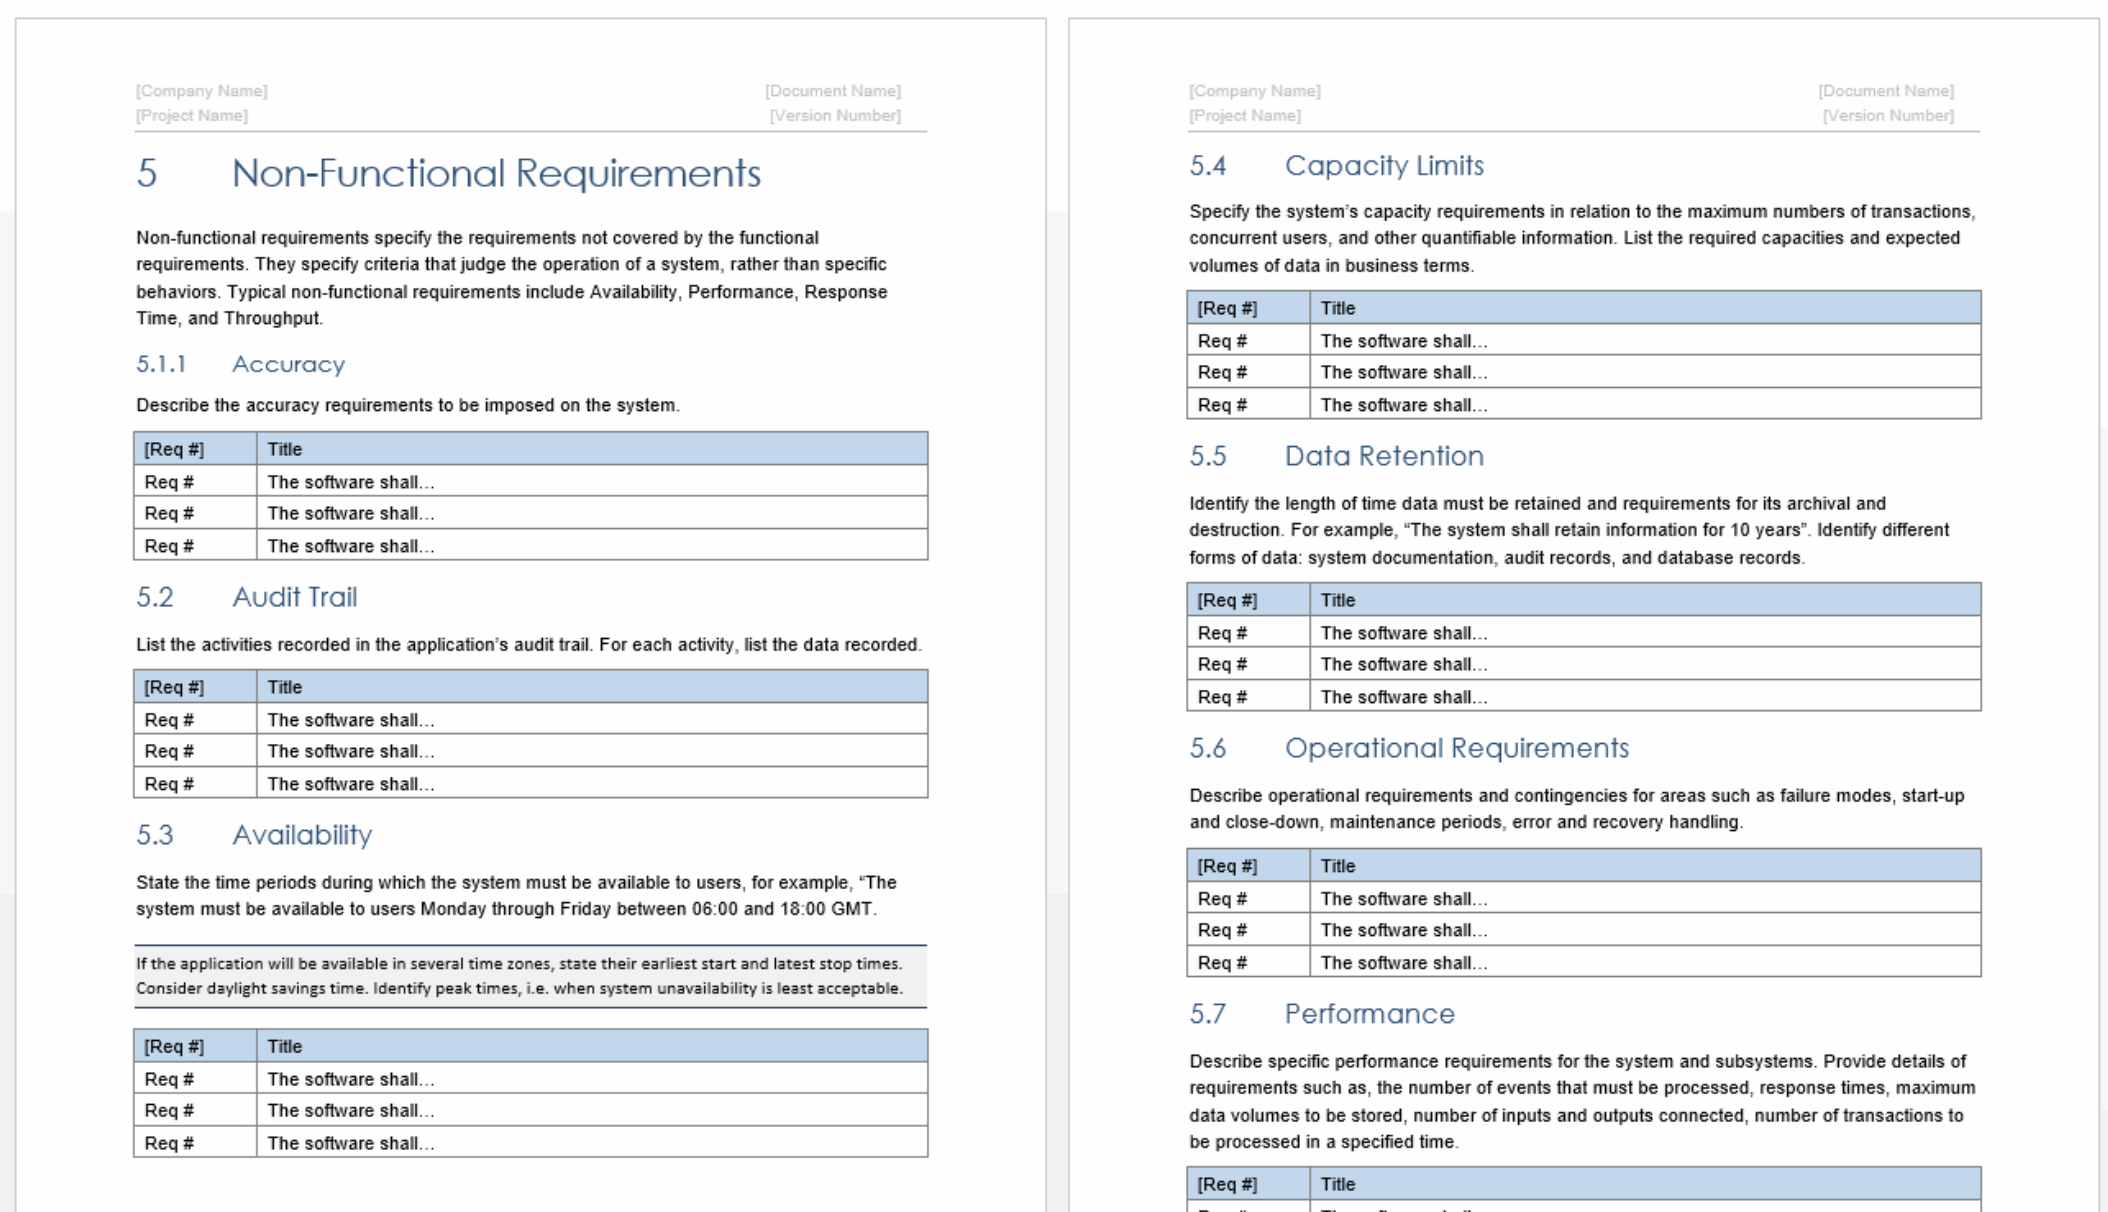 [Company Name] [Document Name]
[Project Name] [Version Number]
5 Non-Functional Requirements
Non-functional requirements specify the requirements not covered by the functional
requirements. They specify criteria that judge the operation of a system, rather than specific
behaviors. Typical non-functional requirements include Availability, Performance, Response
Time, and Throughput.
5.1.1 Accuracy
Describe the accuracy requirements to be imposed on the system.
[Req #] Title
Req # The software shall...
Req # The software shall...
Req # The software shall...
5.2 Audit Trail
List the activities recorded in the application’s audit trail. For each activity, list the data recorded.
[Req #] Title
Req # The software shall...
Req # The software shall...
Req # The software shall...
5.3 Availability
State the time periods during which the system must be available to users, for example, “The
system must be available to users Monday through Friday between 06:00 and 18:00 GMT.
If the application will be available in several time zones, state their earliest start and latest stop times.
Consider daylight savings time. Identify peak times, i.e. when system unavailability is least acceptable.
[Req #] Title
Req # The software shall...
Req # The software shall...
Req # The software shall...
[Company Name] [Document Name]
[Project Name] [Version Number]
5.4 Capacity Limits
Specify the system’s capacity requirements in relation to the maximum numbers of transactions,
concurrent users, and other quantifiable information. List the required capacities and expected
volumes of data in business terms.
[Req #] Title
Req # The software shall...
Req # The software shall...
Req # The software shall...
5.5 Data Retention
Identify the length of time data must be retained and requirements for its archival and
destruction. For example, “The system shall retain information for 10 years”. Identify different
forms of data: system documentation, audit records, and database records.
[Req #] Title
Req # The software shall...
Req # The software shall...
Req # The software shall...
5.6 Operational Requirements
Describe operational requirements and contingencies for areas such as failure modes, start-up
and close-down, maintenance periods, error and recovery handling.
[Req #] Title
Req # The software shall...
Req # The software shall...
Req # The software shall...
5.7 Performance
Describe specific performance requirements for the system and subsystems. Provide details of
requirements such as, the number of events that must be processed, response times, maximum
data volumes to be stored, number of inputs and outputs connected, number of transactions to
be processed in a specified time.
[Req #] Title